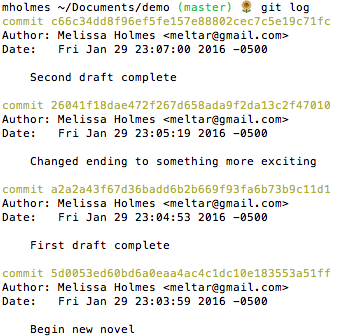 mholmes ~/Documents/demo (master) 🌻 git log
commit c66c34dd8f96ef5fe157e88802cec7c5e19c71fc
Author: Melissa Holmes <meltar@gmail.com>
Date:   Fri Jan 29 23:07:00 2016 -0500
Second draft complete
commit 26041f18dae472f267d658ada9f2da13c2f47010
Author: Melissa Holmes <meltar@gmail.com>
Date:   Fri Jan 29 23:05:19 2016 -0500
Changed ending to something more exciting
commit a2a2a43f67d36badd6b2b669f93fa6b73b9c11d1
Author: Melissa Holmes <meltar@gmail.com>
Date:   Fri Jan 29 23:04:53 2016 -0500
First draft complete
commit 5d0053ed60bd6a0eaa4ac4c1dc10e183553a51ff
Author: Melissa Holmes <meltar@gmail.com>
Date:   Fri Jan 29 23:03:59 2016 -0500
Begin new novel